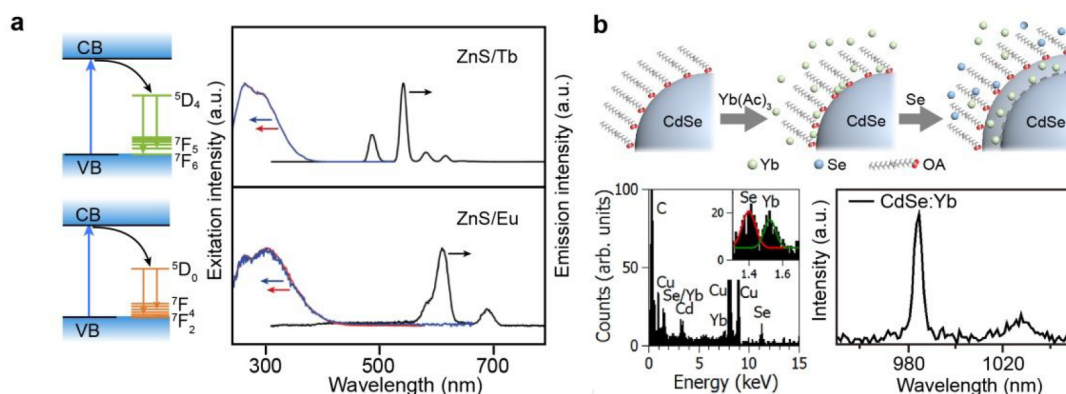 a
CB
⁵D₄
⁷F₅
⁷F₆
VB
CB
⁵D₀
⁷F₄
⁷F₂
VB
Exitation intensity (a.u.)
ZnS/Tb
ZnS/Eu
Emission intensity (a.u.)
300
500
700
Wavelength (nm)
b
CdSe
Yb(Ac)₃
CdSe
Se
CdSe
Yb
Se
OA
Counts (arb. units)
100
50
0
C
Cu
Se/Yb
Cd
Cu
Yb
Cu
Se
20
0
Se
Yb
1.4
1.6
0
5
10
15
Energy (keV)
Intensity (a.u.)
CdSe:Yb
980
1020
Wavelength (nm)